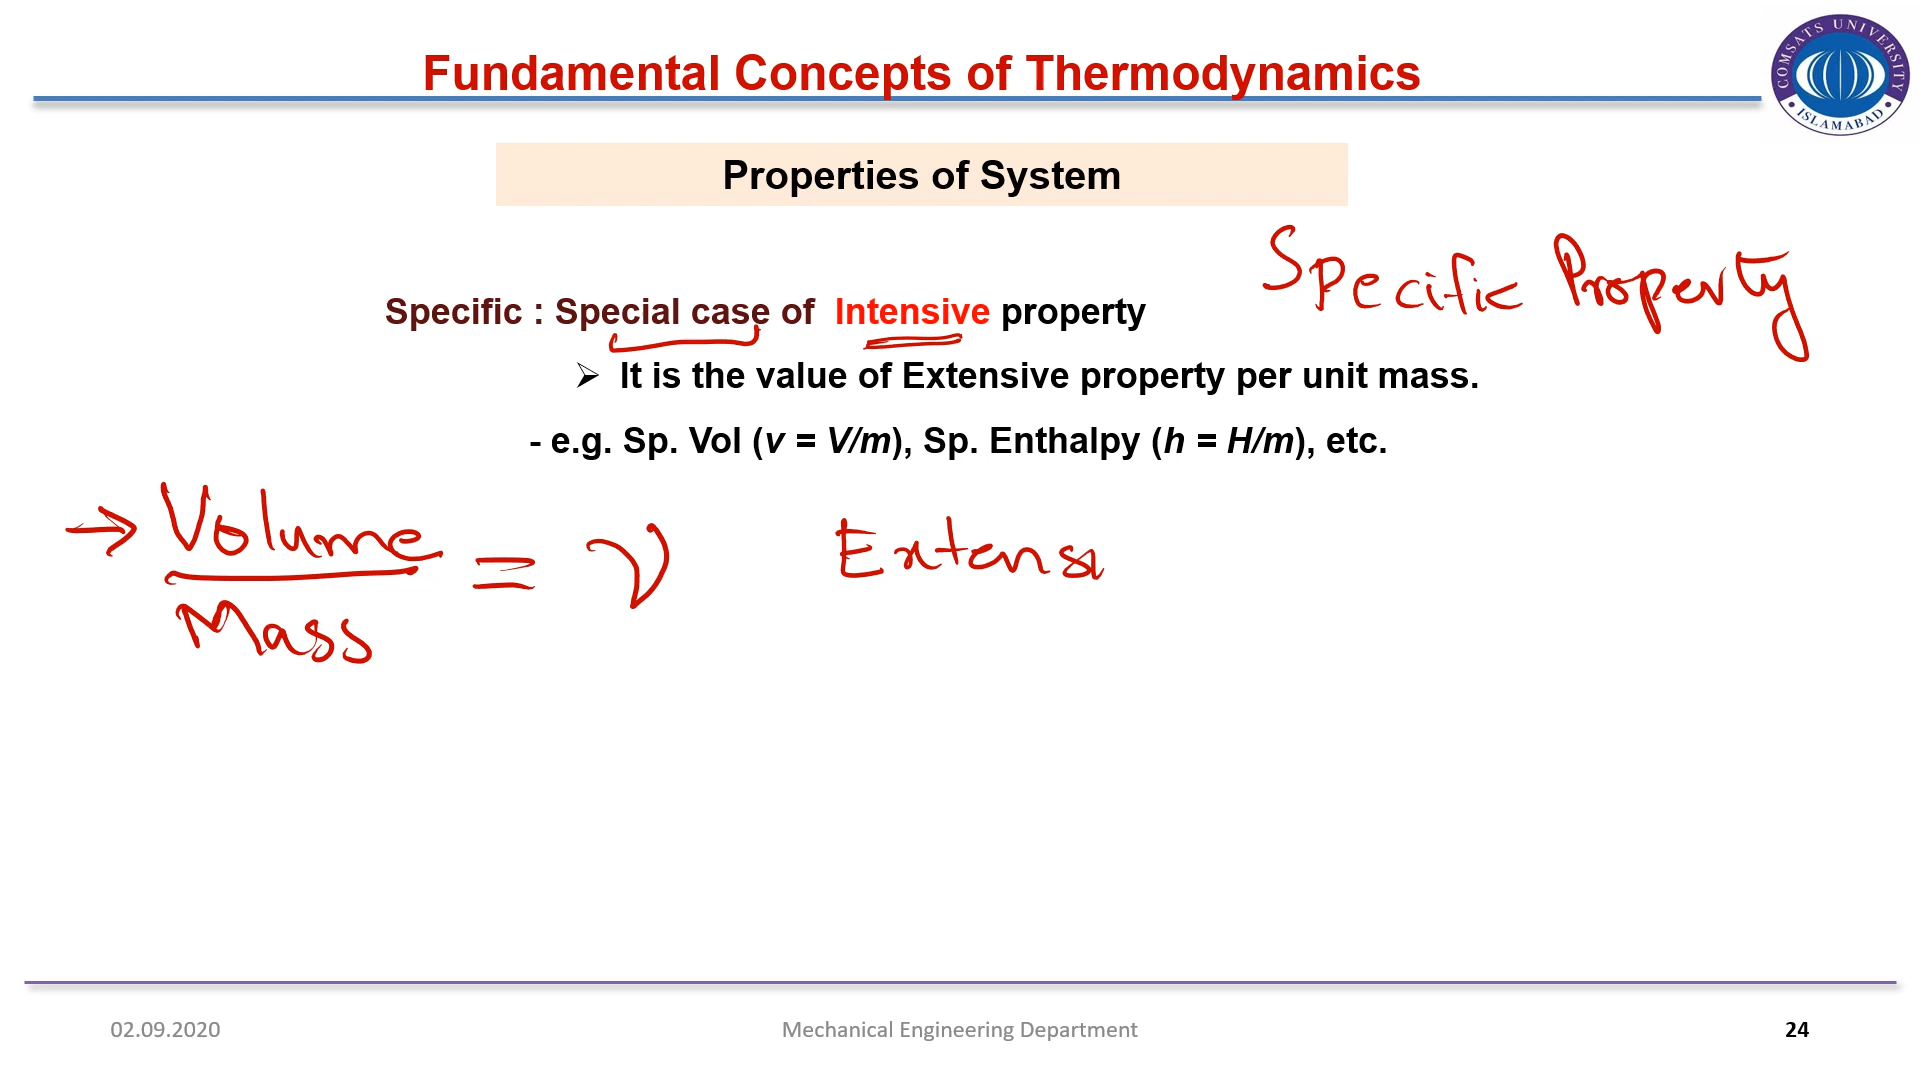 Fundamental Concepts of Thermodynamics
COMSATS UNIVERSITY
• ISLAMABAD •
Properties of System
Specific Property
Specific : Special case of Intensive property
➢ It is the value of Extensive property per unit mass.
- e.g. Sp. Vol (v = V/m), Sp. Enthalpy (h = H/m), etc.
→ Volume
Mass
= v
Extensi
02.09.2020
Mechanical Engineering Department
24